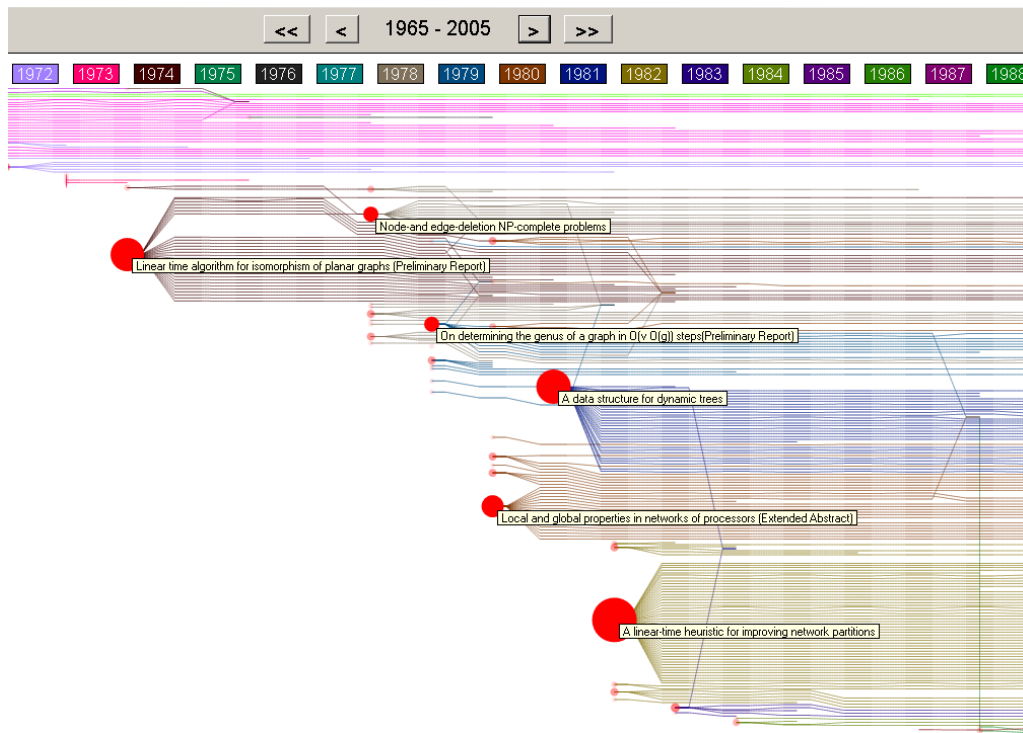 << < 1965 - 2005 > >>
1972 1973 1974 1975 1976 1977 1978 1979 1980 1981 1982 1983 1984 1985 1986 1987 1988
Node-and edge-deletion NP-complete problems
Linear time algorithm for isomorphism of planar graphs (Preliminary Report)
On determining the genus of a graph in O(v O(g)) steps(Preliminary Report)
A data structure for dynamic trees
Local and global properties in networks of processors (Extended Abstract)
A linear-time heuristic for improving network partitions